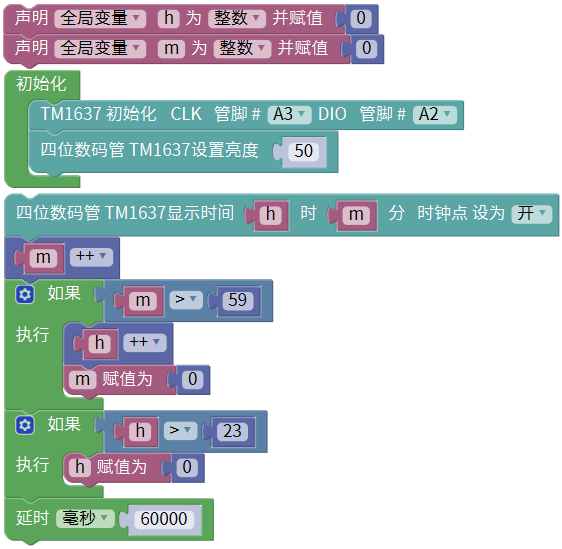 声明 全局变量 h 为 整数 并赋值 0
声明 全局变量 m 为 整数 并赋值 0
初始化
TM1637 初始化 CLK 管脚 # A3 DIO 管脚 # A2
四位数码管 TM1637设置亮度 50
四位数码管 TM1637显示时间 h 时 m 分 时钟点 设为 开
m ++
如果 m > 59
执行 h ++
m 赋值为 0
如果 h > 23
执行 h 赋值为 0
延时 毫秒 60000